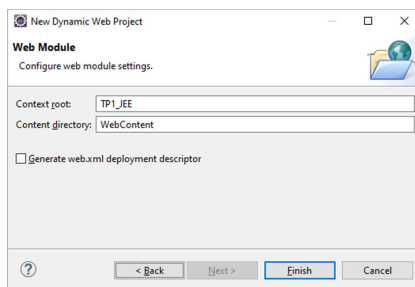 New Dynamic Web Project
Web Module
Configure web module settings.
Context root: TP1_JEE
Content directory: WebContent
Generate web.xml deployment descriptor
? < Back Next > Finish Cancel